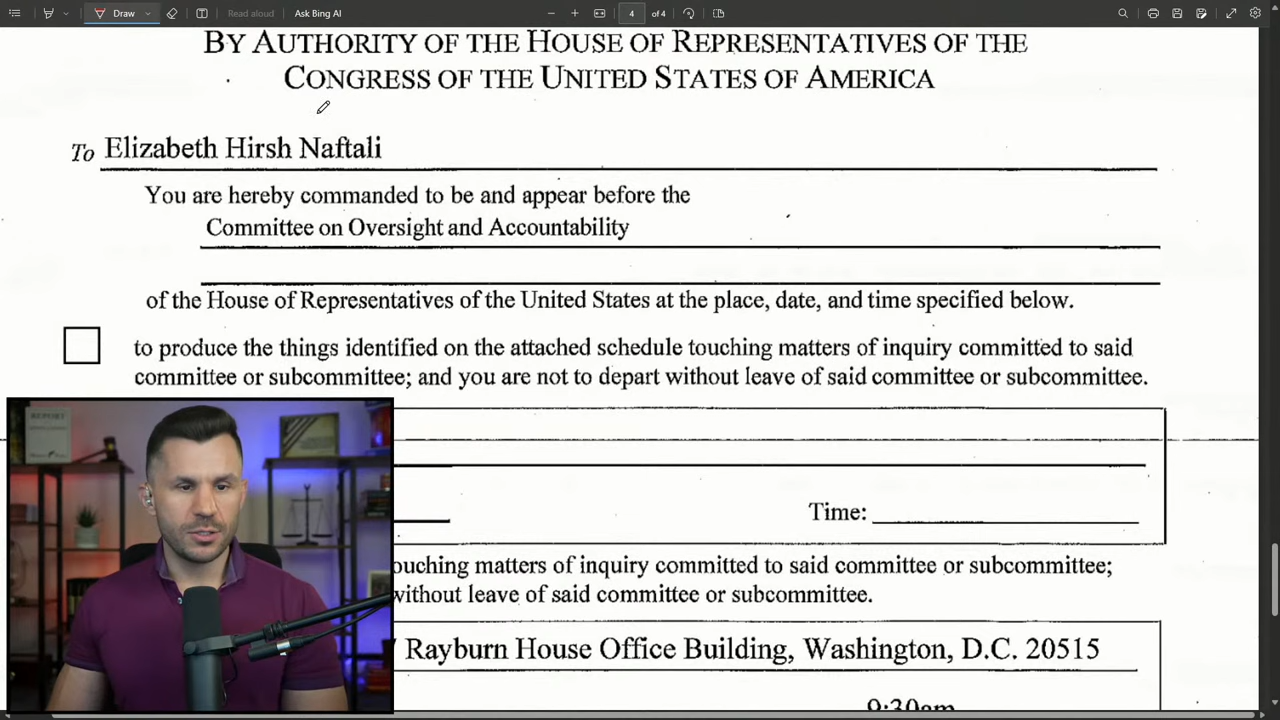 Draw
Read aloud
Ask Bing AI
4
of 4
BY AUTHORITY OF THE HOUSE OF REPRESENTATIVES OF THE
CONGRESS OF THE UNITED STATES OF AMERICA
To Elizabeth Hirsh Naftali
You are hereby commanded to be and appear before the
Committee on Oversight and Accountability
of the House of Representatives of the United States at the place, date, and time specified below.
to produce the things identified on the attached schedule touching matters of inquiry committed to said
committee or subcommittee; and you are not to depart without leave of said committee or subcommittee.
Time:
touching matters of inquiry committed to said committee or subcommittee;
without leave of said committee or subcommittee.
Rayburn House Office Building, Washington, D.C. 20515
9:30am
REPORT